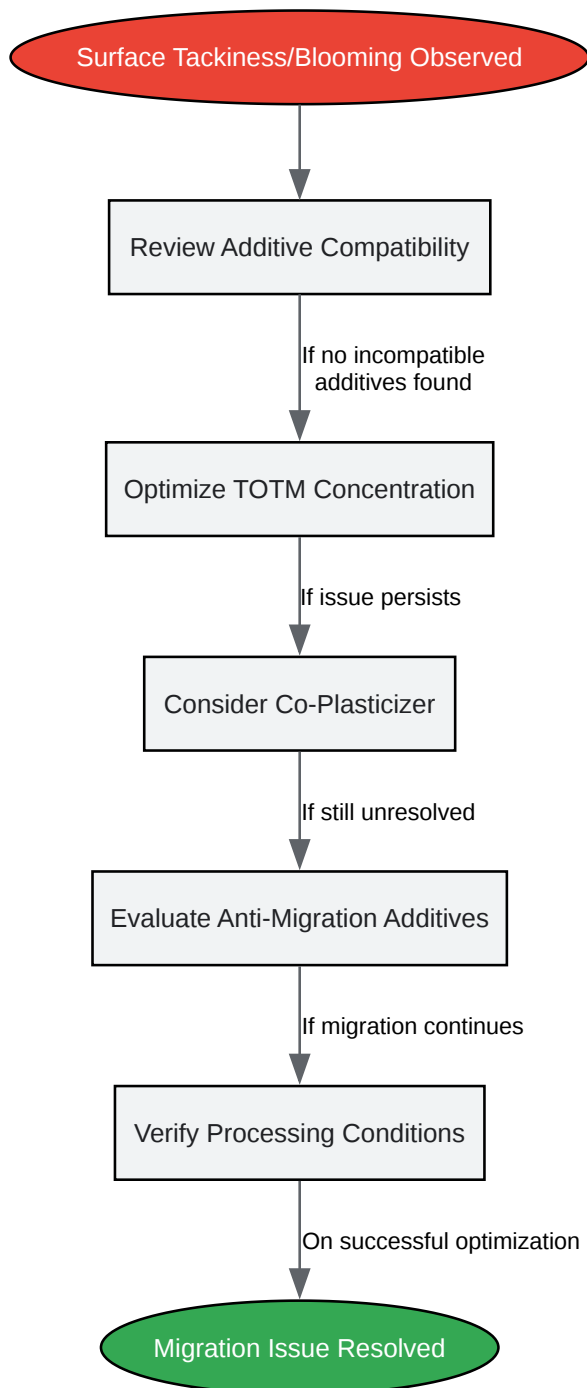 Surface Tackiness/Blooming Observed
Review Additive Compatibility
If no incompatible
additives found
Optimize TOTM Concentration
If issue persists
Consider Co-Plasticizer
If still unresolved
Evaluate Anti-Migration Additives
If migration continues
Verify Processing Conditions
On successful optimization
Migration Issue Resolved